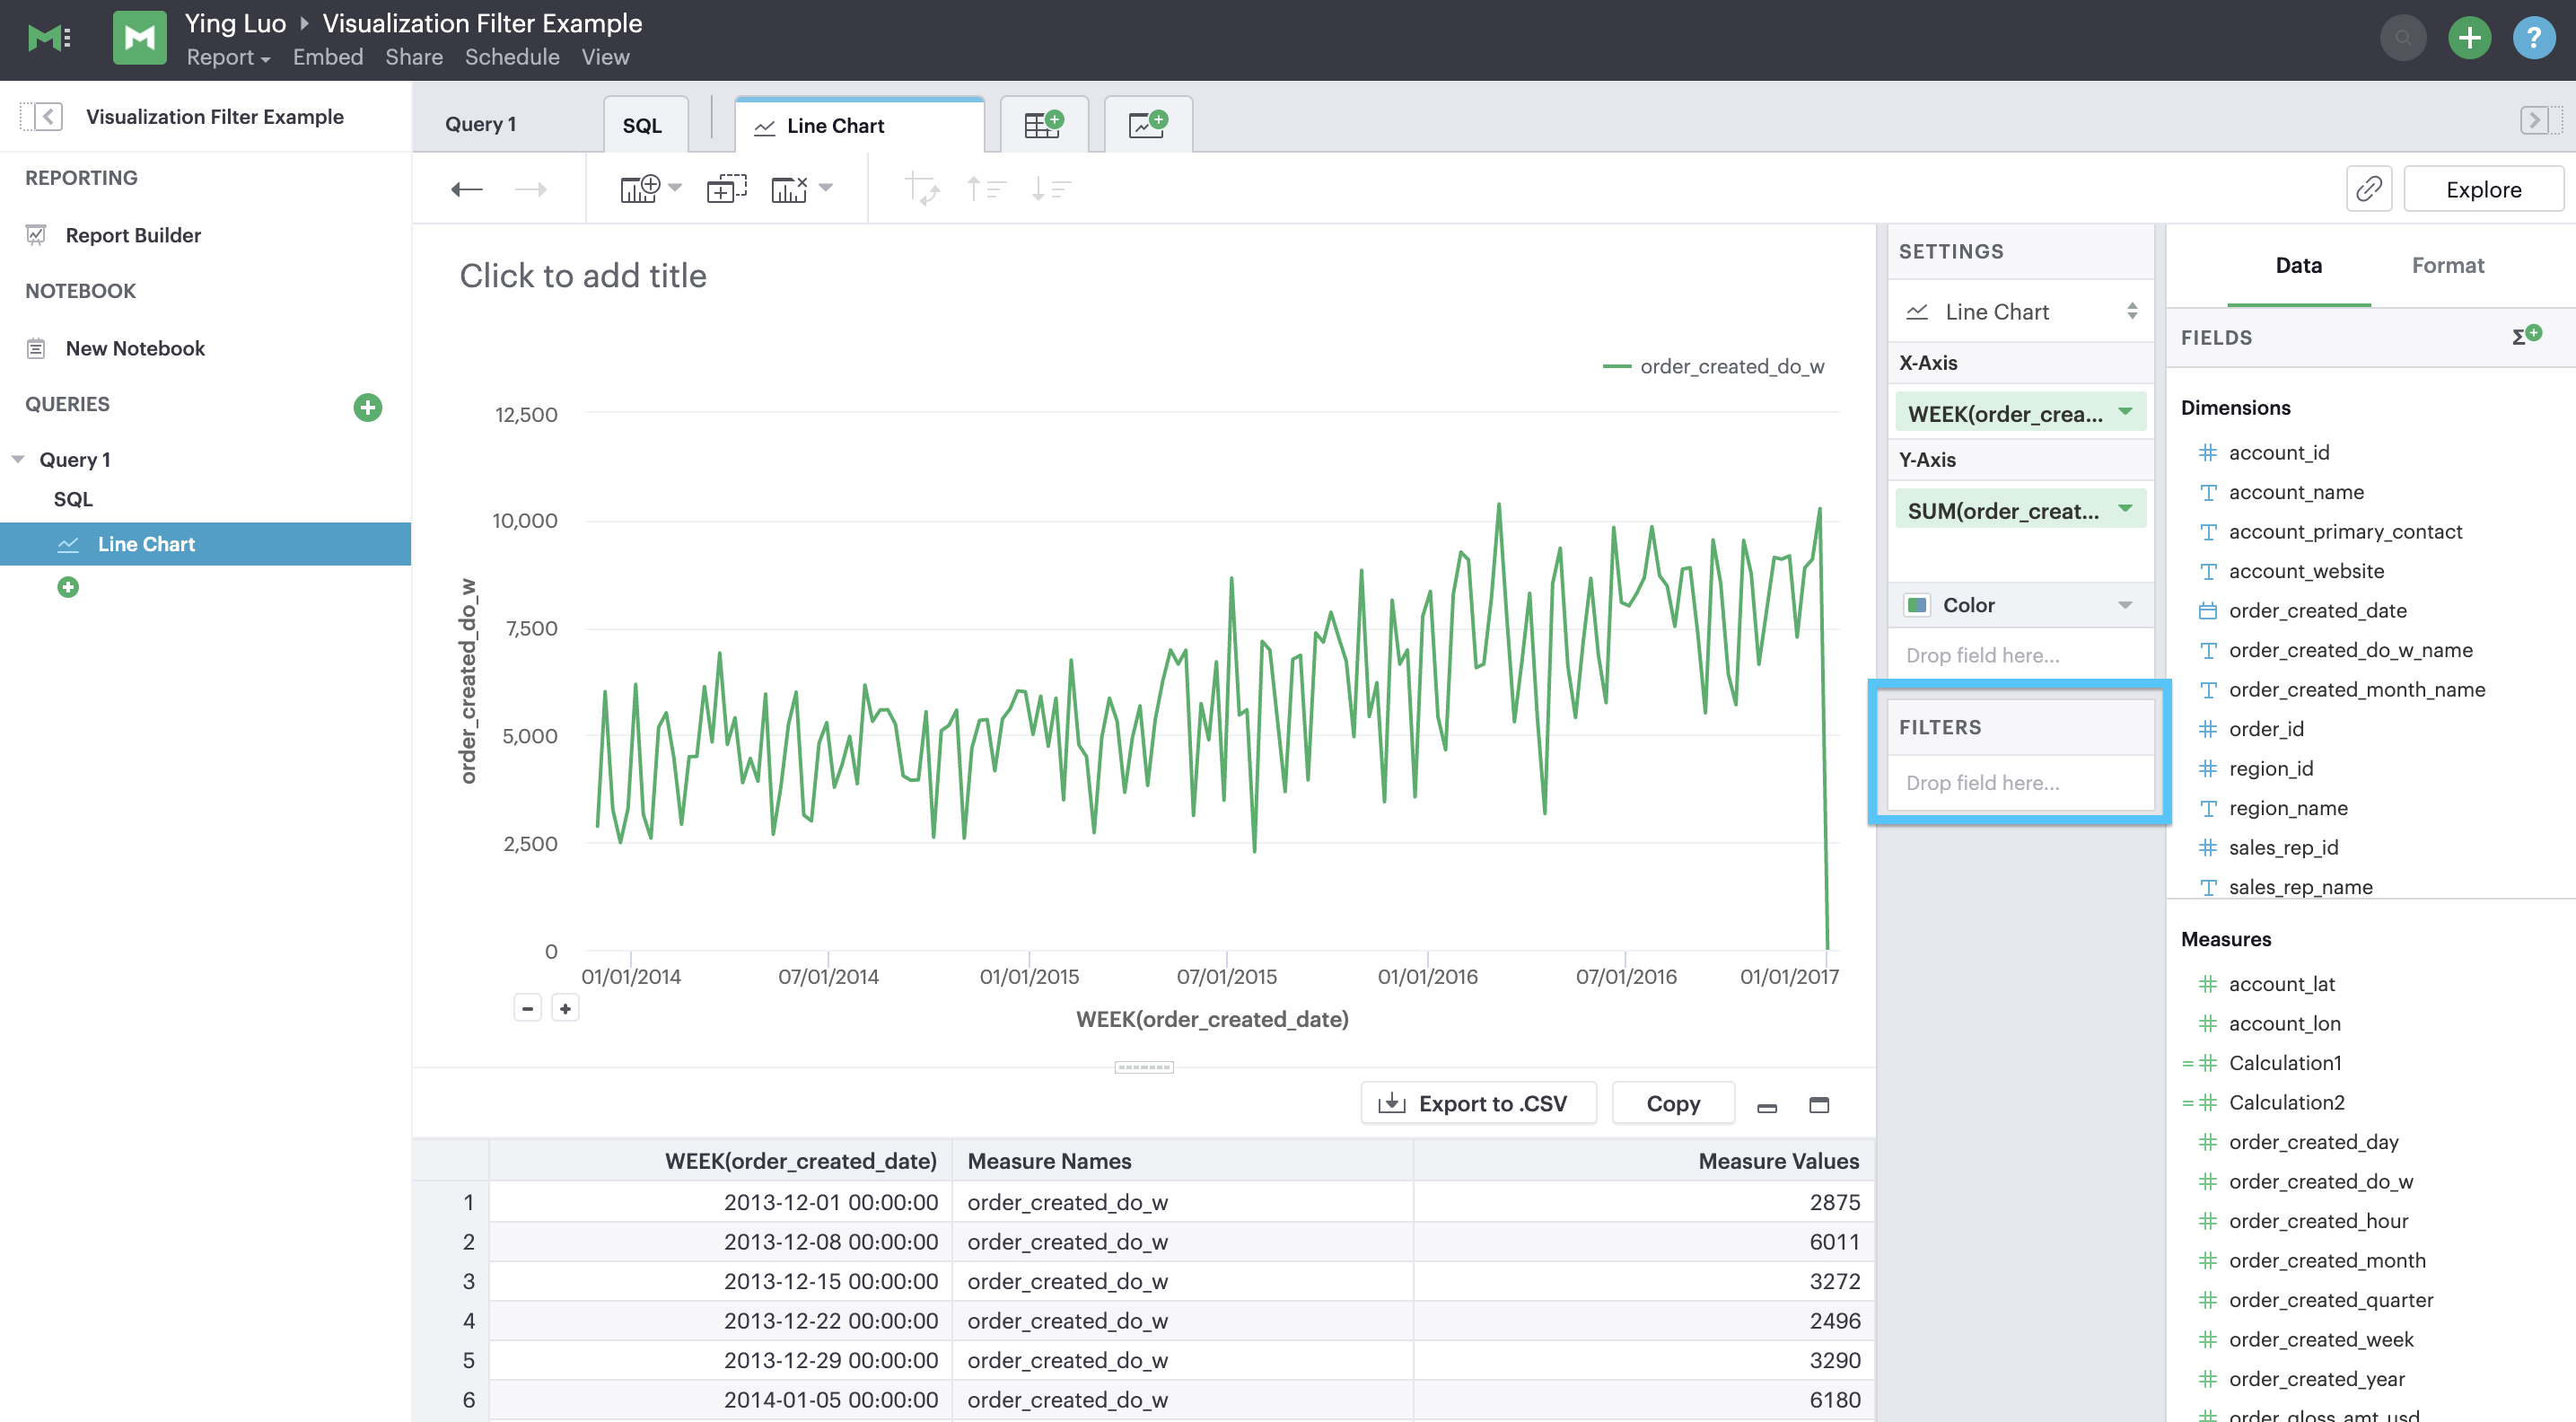 Ying Luo ▸ Visualization Filter Example
Report Embed Share Schedule View
?
Visualization Filter Example
REPORTING
Report Builder
NOTEBOOK
New Notebook
QUERIES
Query 1
SQL
Line Chart
Query 1
SQL
Line Chart
Explore
Click to add title
order_created_do_w
order_created_do_w
12,500
10,000
7,500
5,000
2,500
0
01/01/2014 07/01/2014 01/01/2015 07/01/2015 01/01/2016 07/01/2016 01/01/2017
WEEK(order_created_date)
Export to .CSV
Copy
WEEK(order_created_date) Measure Names Measure Values
1 2013-12-01 00:00:00 order_created_do_w 2875
2 2013-12-08 00:00:00 order_created_do_w 6011
3 2013-12-15 00:00:00 order_created_do_w 3272
4 2013-12-22 00:00:00 order_created_do_w 2496
5 2013-12-29 00:00:00 order_created_do_w 3290
6 2014-01-05 00:00:00 order_created_do_w 6180
SETTINGS
Line Chart
X-Axis
WEEK(order_crea...
Y-Axis
SUM(order_creat...
Color
Drop field here...
FILTERS
Drop field here...
Data
Format
FIELDS
Σ
Dimensions
account_id
account_name
account_primary_contact
account_website
order_created_date
order_created_do_w_name
order_created_month_name
order_id
region_id
region_name
sales_rep_id
sales_rep_name
Measures
account_lat
account_lon
Calculation1
Calculation2
order_created_day
order_created_do_w
order_created_hour
order_created_month
order_created_quarter
order_created_week
order_created_year
order_gloss_amt_usd